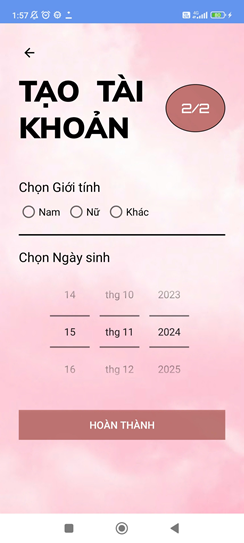 1:57
TẠO TÀI
KHOẢN
2/2
Chọn Giới tính
Nam Nữ Khác
Chọn Ngày sinh
14 thg 10 2023
15 thg 11 2024
16 thg 12 2025
HOÀN THÀNH